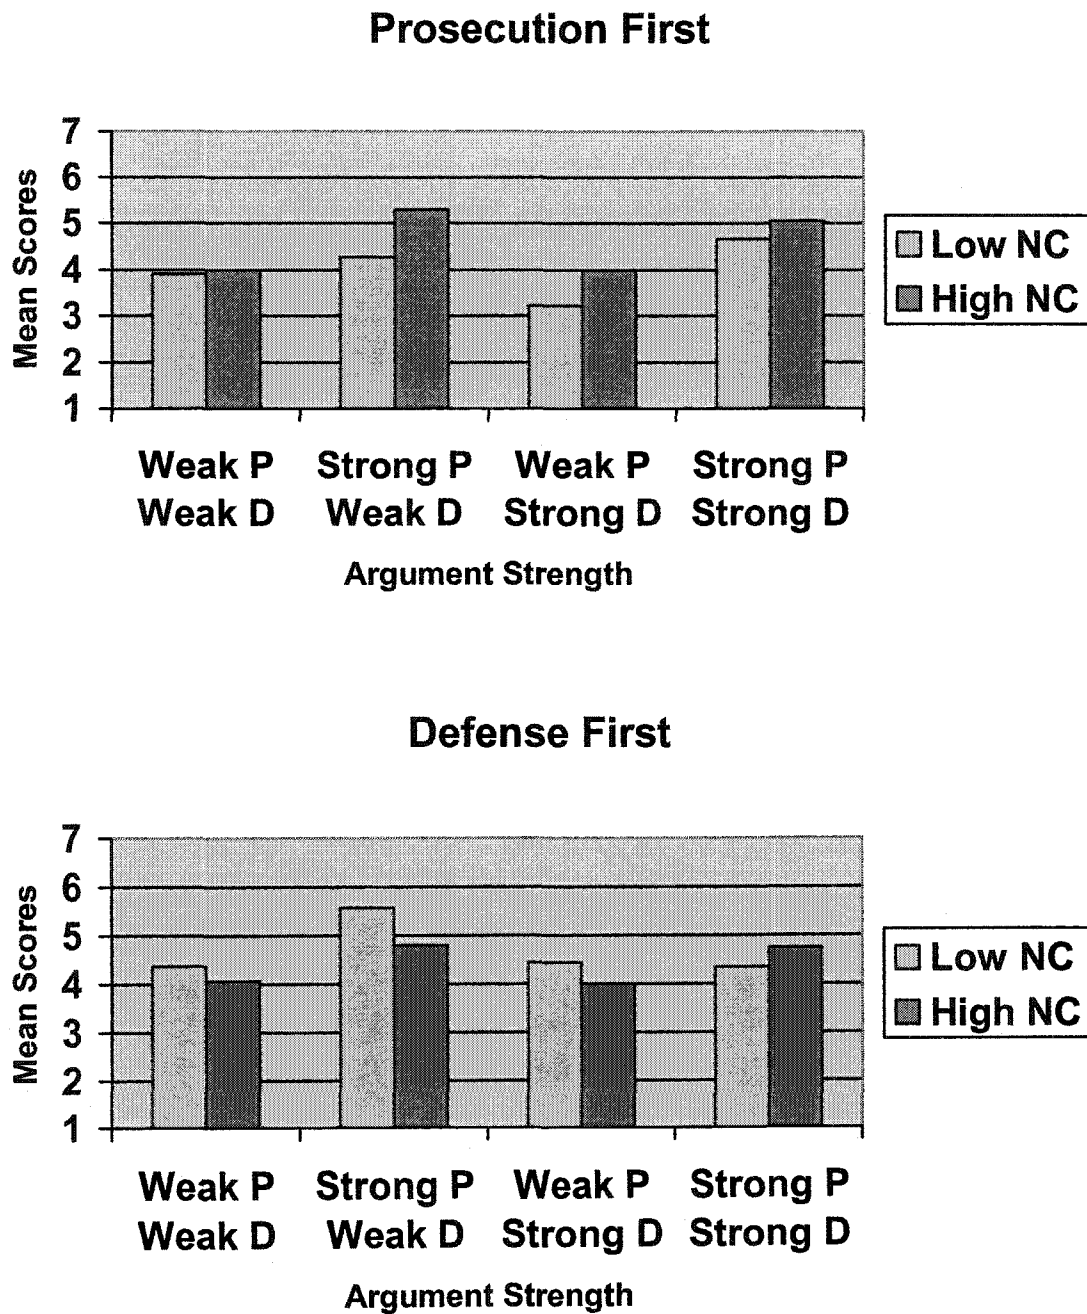 Prosecution First
7
6
5
4
3
2
1
Mean Scores
Low NC
High NC
Weak P Strong P Weak P Strong P
Weak D Weak D Strong D Strong D
Argument Strength
Defense First
7
6
5
4
3
2
1
Mean Scores
Low NC
High NC
Weak P Strong P Weak P Strong P
Weak D Weak D Strong D Strong D
Argument Strength